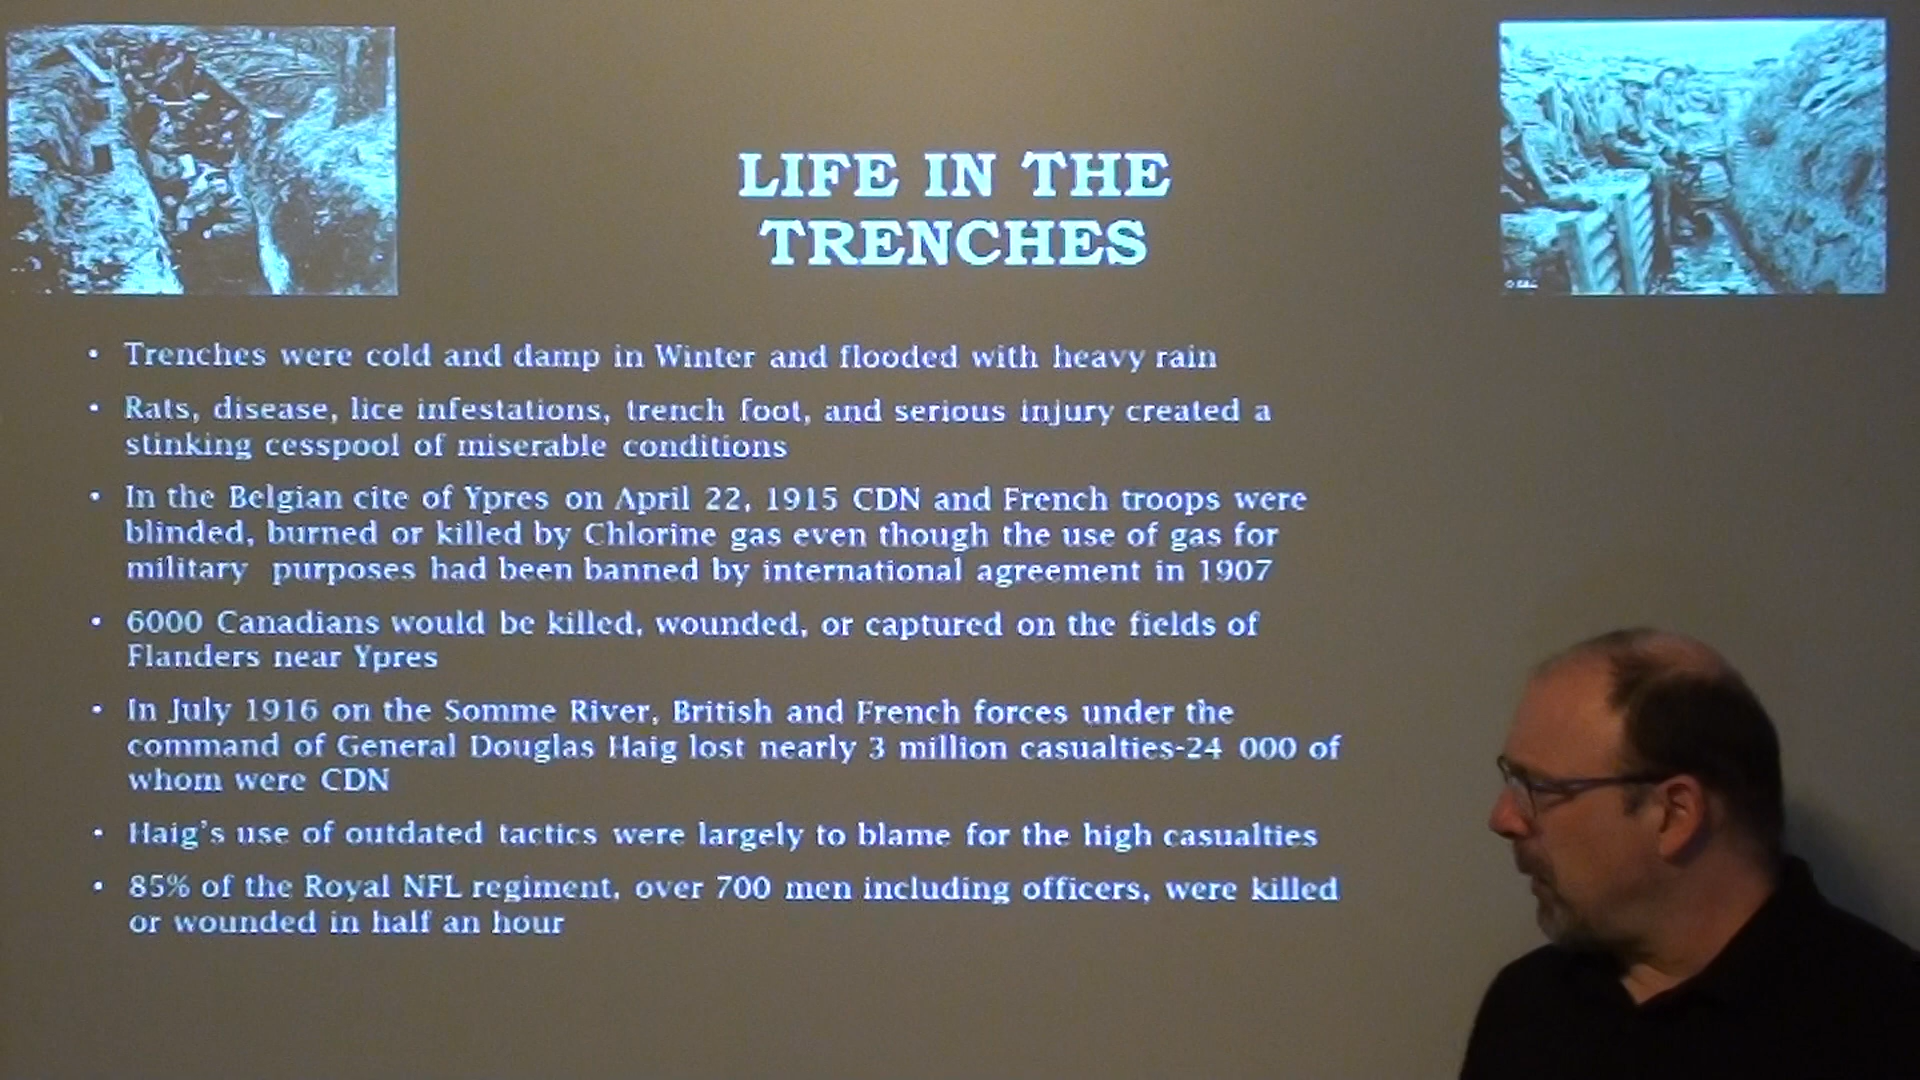 LIFE IN THE
TRENCHES
• Trenches were cold and damp in Winter and flooded with heavy rain
• Rats, disease, lice infestations, trench foot, and serious injury created a
stinking cesspool of miserable conditions
• In the Belgian cite of Ypres on April 22, 1915 CDN and French troops were
blinded, burned or killed by Chlorine gas even though the use of gas for
military purposes had been banned by international agreement in 1907
• 6000 Canadians would be killed, wounded, or captured on the fields of
Flanders near Ypres
• In July 1916 on the Somme River, British and French forces under the
command of General Douglas Haig lost nearly 3 million casualties-24 000 of
whom were CDN
• Haig's use of outdated tactics were largely to blame for the high casualties
• 85% of the Royal NFL regiment, over 700 men including officers, were killed
or wounded in half an hour